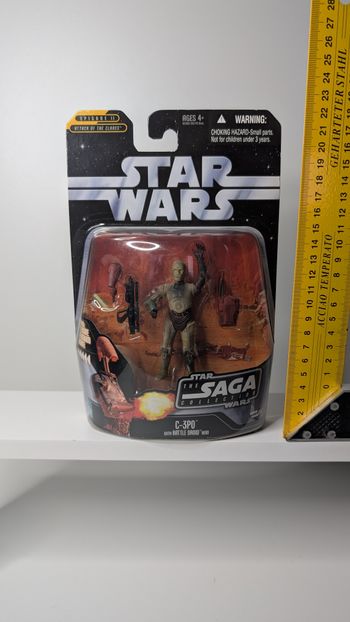 EPISODE II
ATTACK OF THE CLONES
AGES 4+
WARNING:
CHOKING HAZARD-Small parts.
Not for children under 3 years.
STAR
WARS
STAR
THE SAGA
COLLECTION
WARS
C-3PO
WITH BATTLE DROID HEAD
ACCIAIO TEMPERATO
GEHÄRTETER STAHL